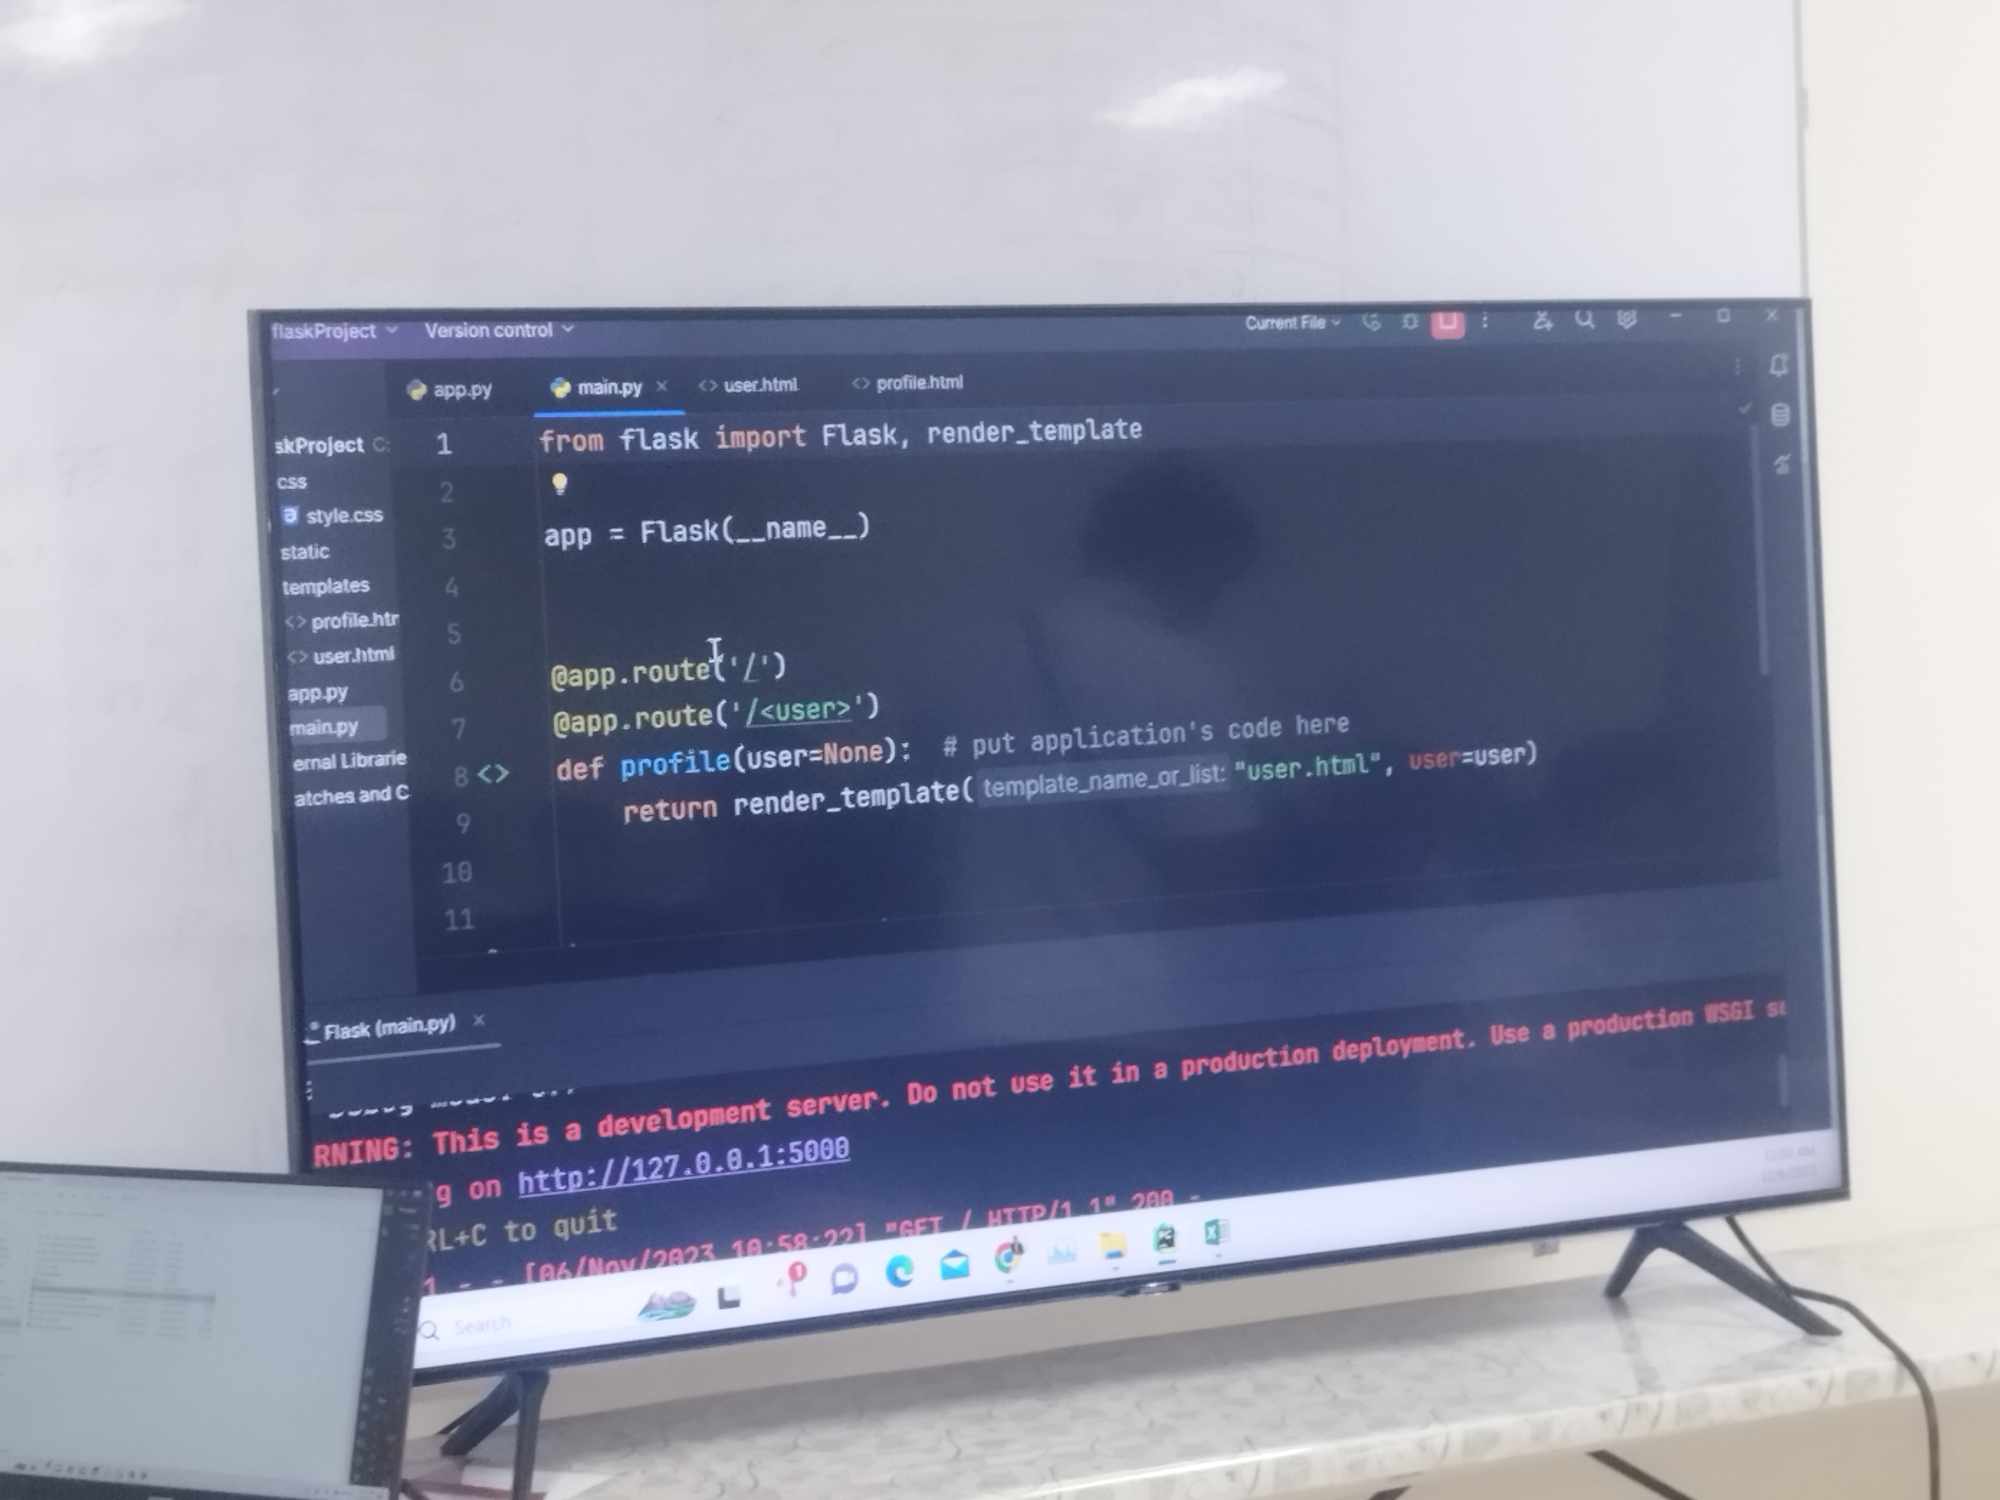 flaskProject Version control Current File
app.py main.py user.html profile.html
skProject C:
css
style.css
static
templates
profile.htr
user.html
app.py
main.py
ernal Librarie
atches and C
1 from flask import Flask, render_template
2
3 app = Flask(__name__)
4
5
6 @app.route('/')
7 @app.route('/<user>')
8 def profile(user=None): # put application's code here
9 return render_template( template_name_or_list: "user.html", user=user)
10
11
Flask (main.py)
RNING: This is a development server. Do not use it in a production deployment. Use a production WSGI se
g on http://127.0.0.1:5000
RL+C to quit
1 - - [06/Nov/2023 10:58:22] "GET / HTTP/1.1" 200 -
Search